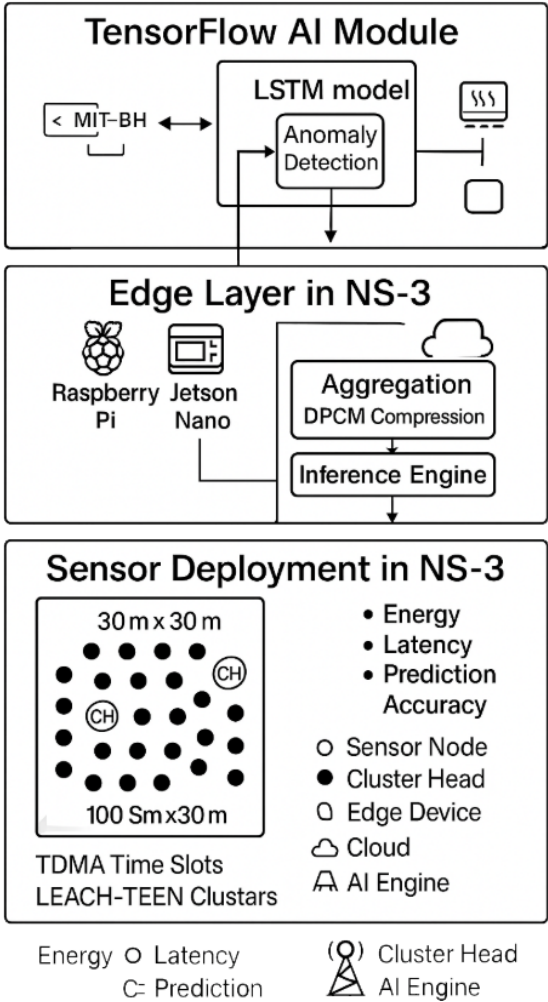 TensorFlow AI Module
LSTM model
< MIT-BH
Anomaly
Detection
Edge Layer in NS-3
Raspberry
Pi
Jetson
Nano
Aggregation
DPCM Compression
Inference Engine
Sensor Deployment in NS-3
30 m x 30 m
CH
CH
100 Sm x30 m
TDMA Time Slots
LEACH-TEEN Clustars
• Energy
• Latency
• Prediction
Accuracy
Sensor Node
Cluster Head
Edge Device
Cloud
AI Engine
Energy Latency
Prediction
Cluster Head
AI Engine